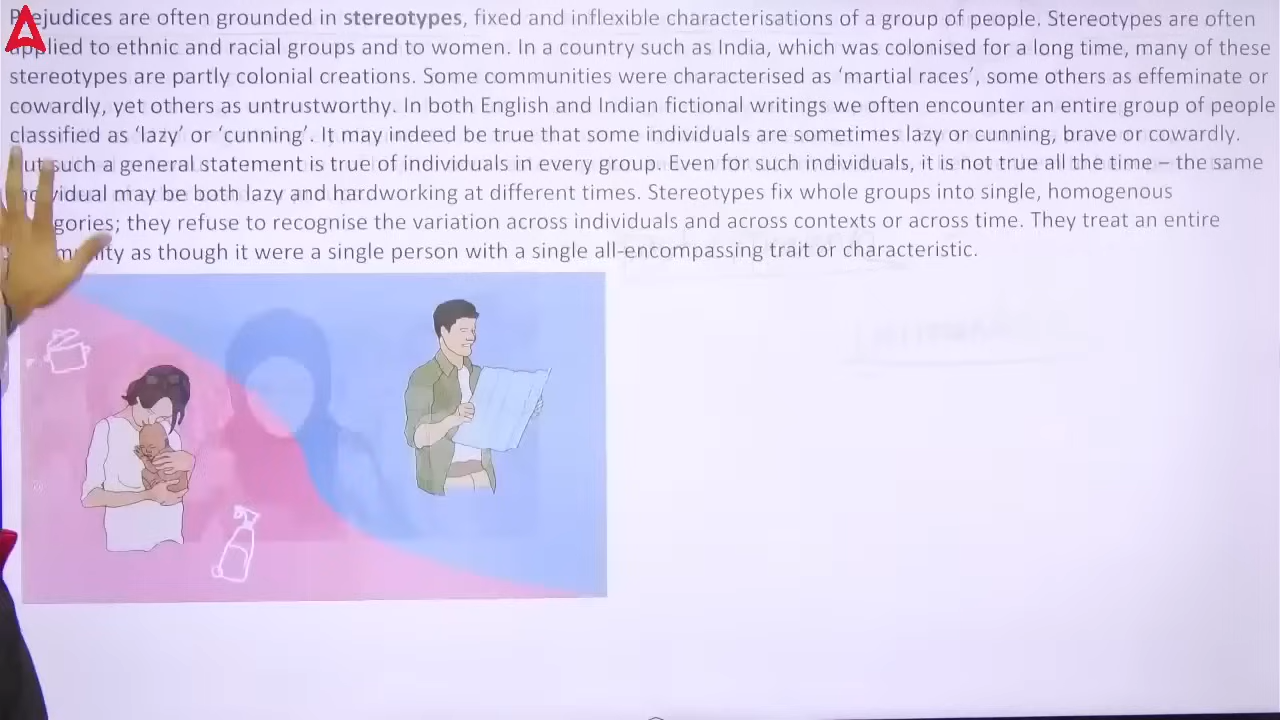 Prejudices are often grounded in stereotypes, fixed and inflexible characterisations of a group of people. Stereotypes are often
applied to ethnic and racial groups and to women. In a country such as India, which was colonised for a long time, many of these
stereotypes are partly colonial creations. Some communities were characterised as ‘martial races’, some others as effeminate or
cowardly, yet others as untrustworthy. In both English and Indian fictional writings we often encounter an entire group of people
classified as ‘lazy’ or ‘cunning’. It may indeed be true that some individuals are sometimes lazy or cunning, brave or cowardly.
But such a general statement is true of individuals in every group. Even for such individuals, it is not true all the time – the same
individual may be both lazy and hardworking at different times. Stereotypes fix whole groups into single, homogenous
categories; they refuse to recognise the variation across individuals and across contexts or across time. They treat an entire
community as though it were a single person with a single all-encompassing trait or characteristic.